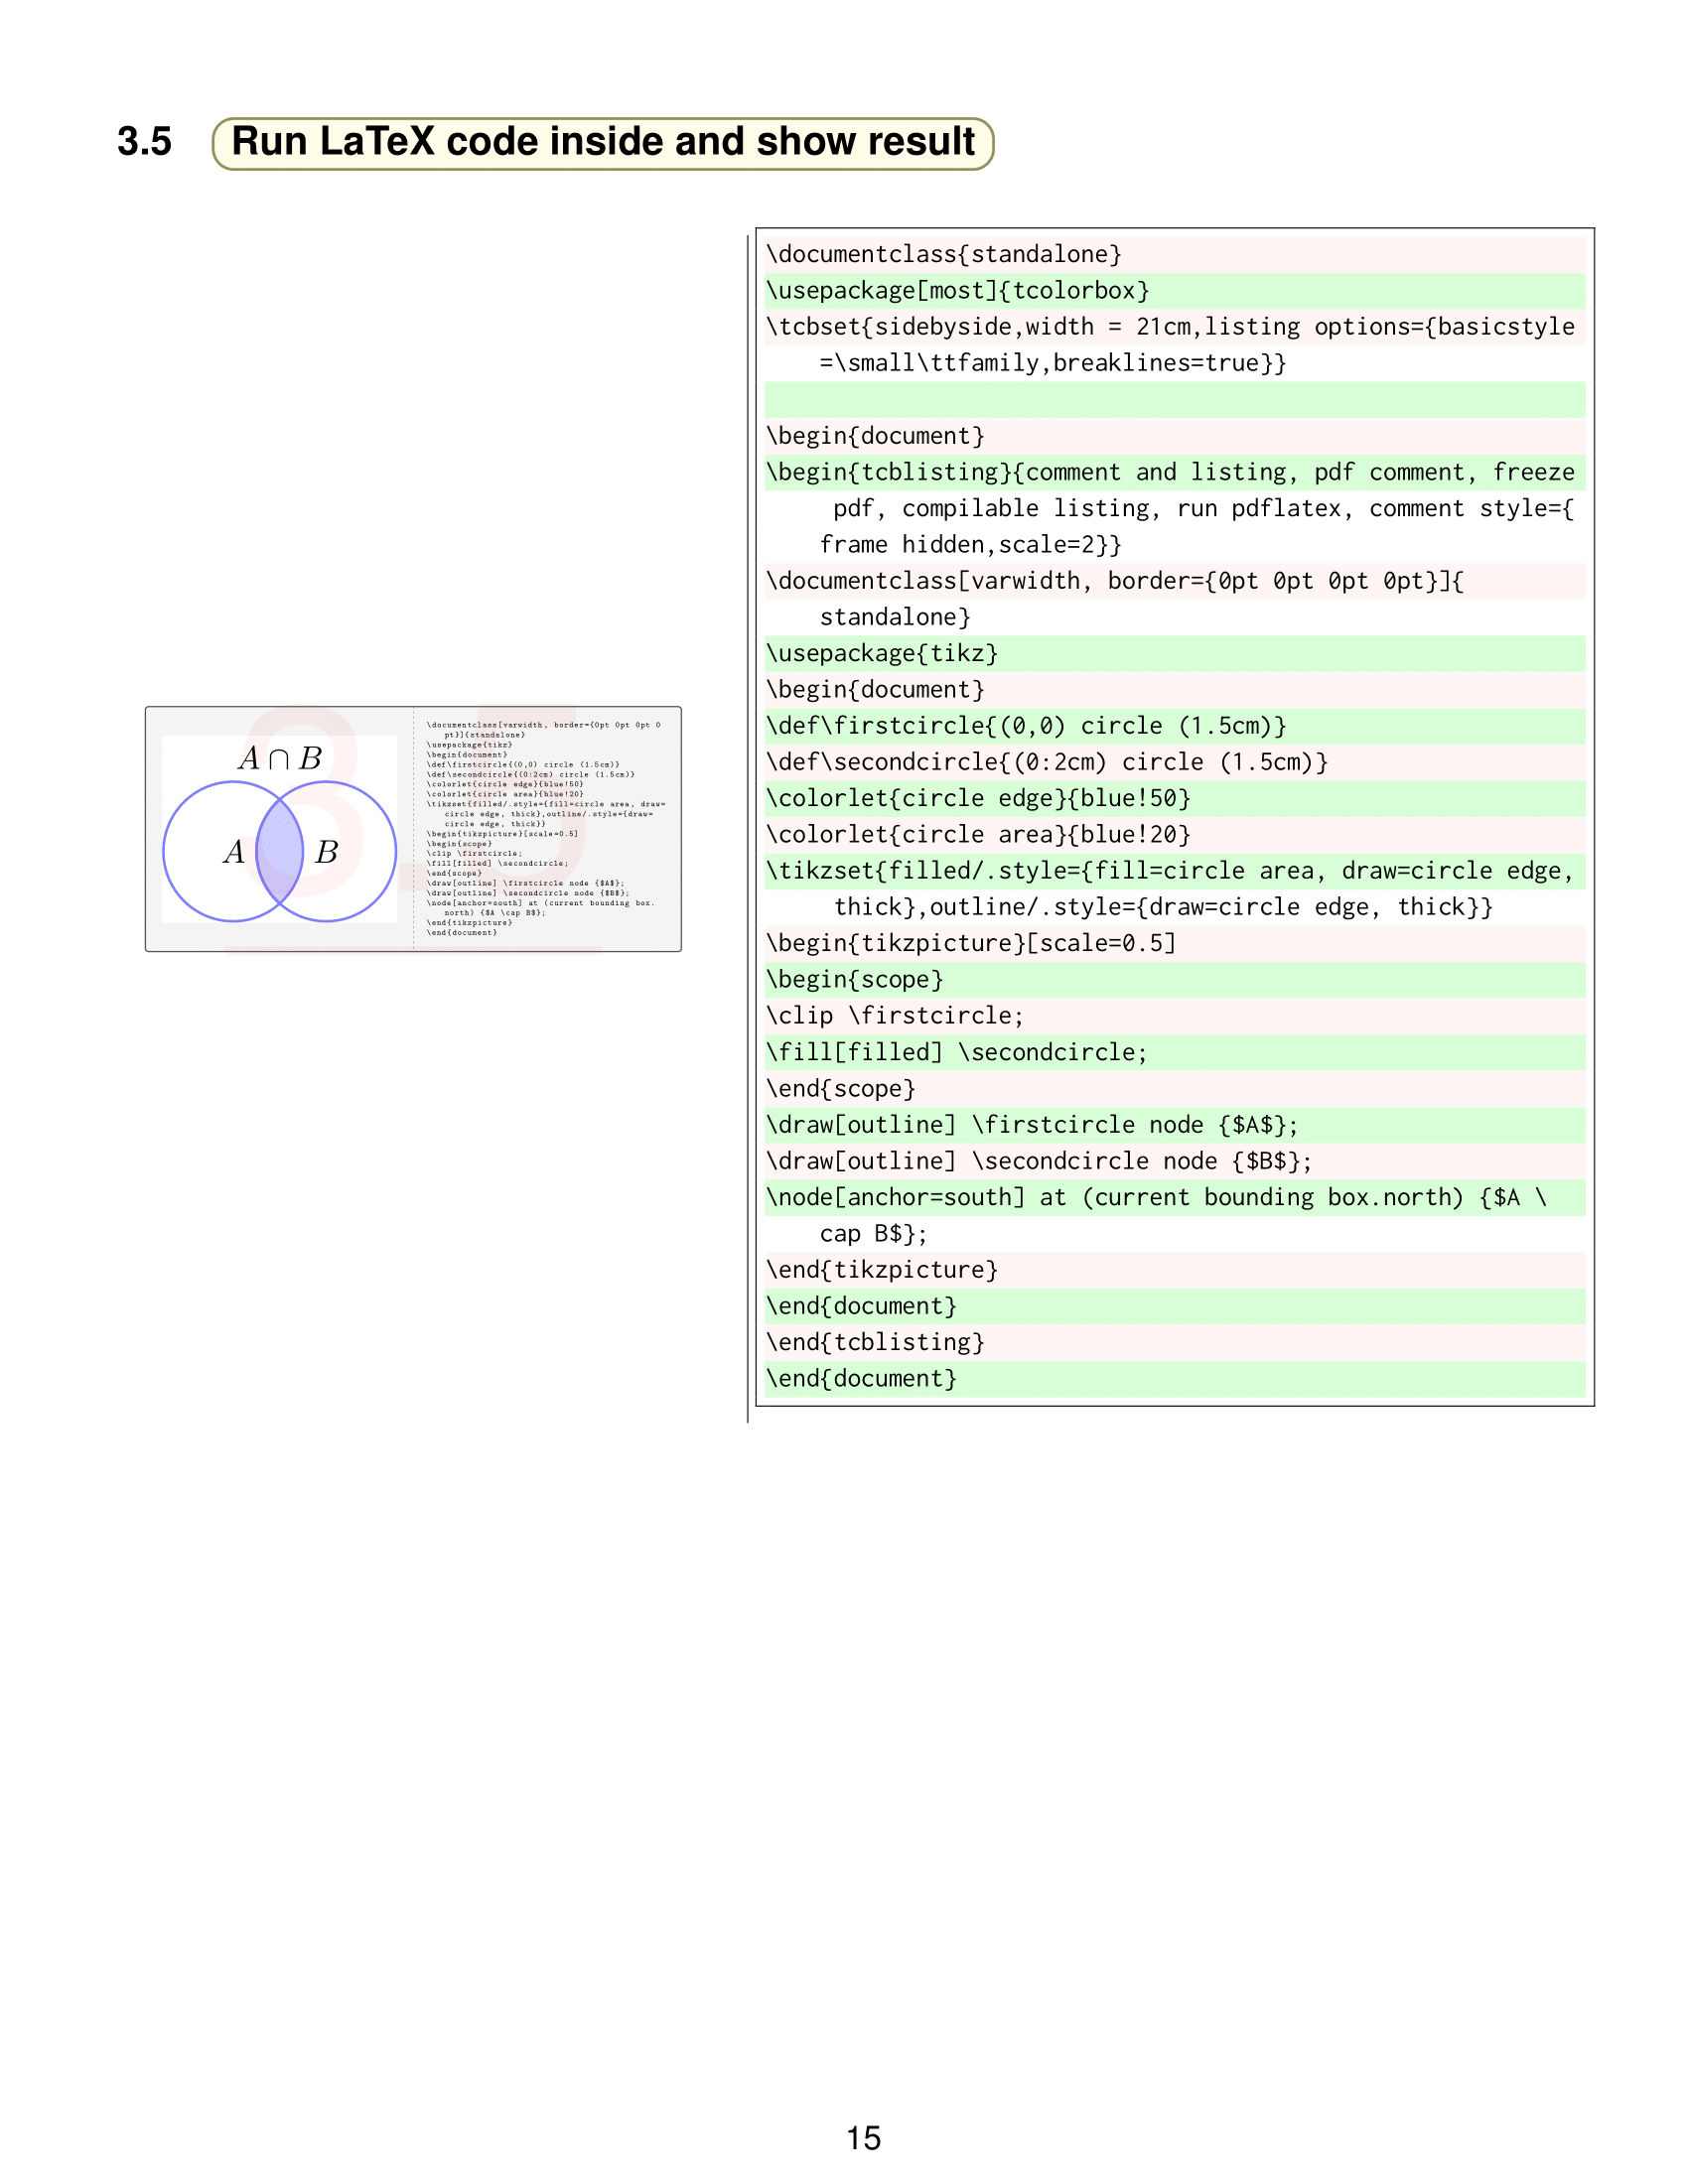 3.5 Run LaTeX code inside and show result
A ∩ B
A B
\documentclass[varwidth, border={0pt 0pt 0pt 0
pt}]{standalone}
\usepackage{tikz}
\begin{document}
\def\firstcircle{(0,0) circle (1.5cm)}
\def\secondcircle{(0:2cm) circle (1.5cm)}
\colorlet{circle edge}{blue!50}
\colorlet{circle area}{blue!20}
\tikzset{filled/.style={fill=circle area, draw=
circle edge, thick},outline/.style={draw=
circle edge, thick}}
\begin{tikzpicture}[scale=0.5]
\begin{scope}
\clip \firstcircle;
\fill[filled] \secondcircle;
\end{scope}
\draw[outline] \firstcircle node {$A$};
\draw[outline] \secondcircle node {$B$};
\node[anchor=south] at (current bounding box.
north) {$A \cap B$};
\end{tikzpicture}
\end{document}
3.5
\documentclass{standalone}
\usepackage[most]{tcolorbox}
\tcbset{sidebyside,width = 21cm,listing options={basicstyle
=\small\ttfamily,breaklines=true}}
\begin{document}
\begin{tcblisting}{comment and listing, pdf comment, freeze
pdf, compilable listing, run pdflatex, comment style={
frame hidden,scale=2}}
\documentclass[varwidth, border={0pt 0pt 0pt 0pt}]{
standalone}
\usepackage{tikz}
\begin{document}
\def\firstcircle{(0,0) circle (1.5cm)}
\def\secondcircle{(0:2cm) circle (1.5cm)}
\colorlet{circle edge}{blue!50}
\colorlet{circle area}{blue!20}
\tikzset{filled/.style={fill=circle area, draw=circle edge,
thick},outline/.style={draw=circle edge, thick}}
\begin{tikzpicture}[scale=0.5]
\begin{scope}
\clip \firstcircle;
\fill[filled] \secondcircle;
\end{scope}
\draw[outline] \firstcircle node {$A$};
\draw[outline] \secondcircle node {$B$};
\node[anchor=south] at (current bounding box.north) {$A \
cap B$};
\end{tikzpicture}
\end{document}
\end{tcblisting}
\end{document}
15